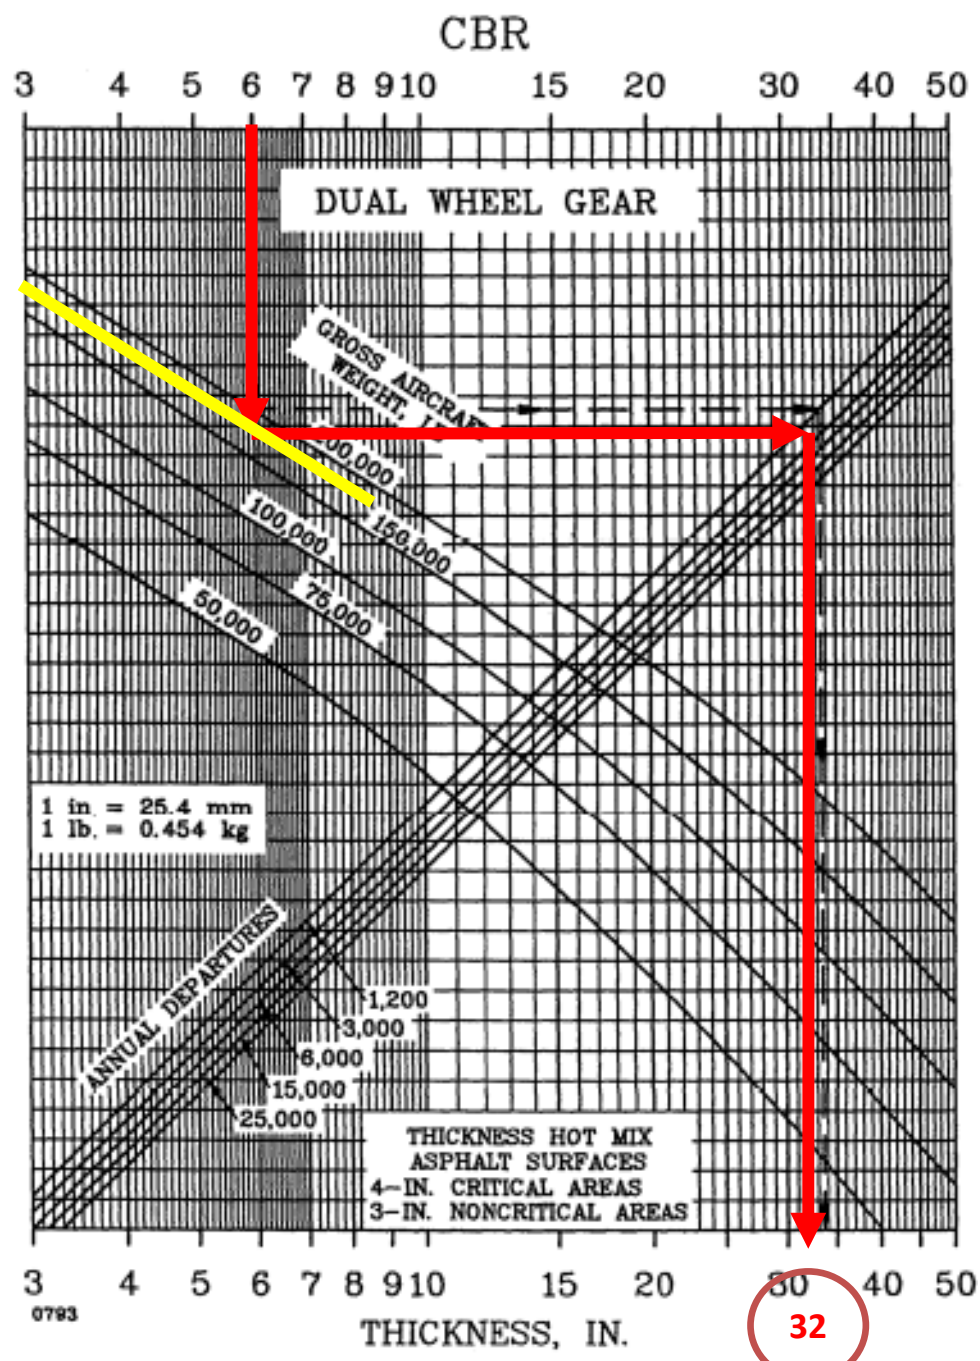 CBR
3 4 5 6 7 8 9 10 15 20 30 40 50
DUAL WHEEL GEAR
GROSS AIRCRAFT
WEIGHT,
200,000
150,000
100,000
75,000
50,000
1 in. = 25.4 mm
1 lb. = 0.454 kg
ANNUAL DEPARTURES
1,200
3,000
6,000
15,000
25,000
THICKNESS HOT MIX
ASPHALT SURFACES
4-IN. CRITICAL AREAS
3-IN. NONCRITICAL AREAS
3 4 5 6 7 8 9 10 15 20 30 40 50
0793
THICKNESS, IN.
32